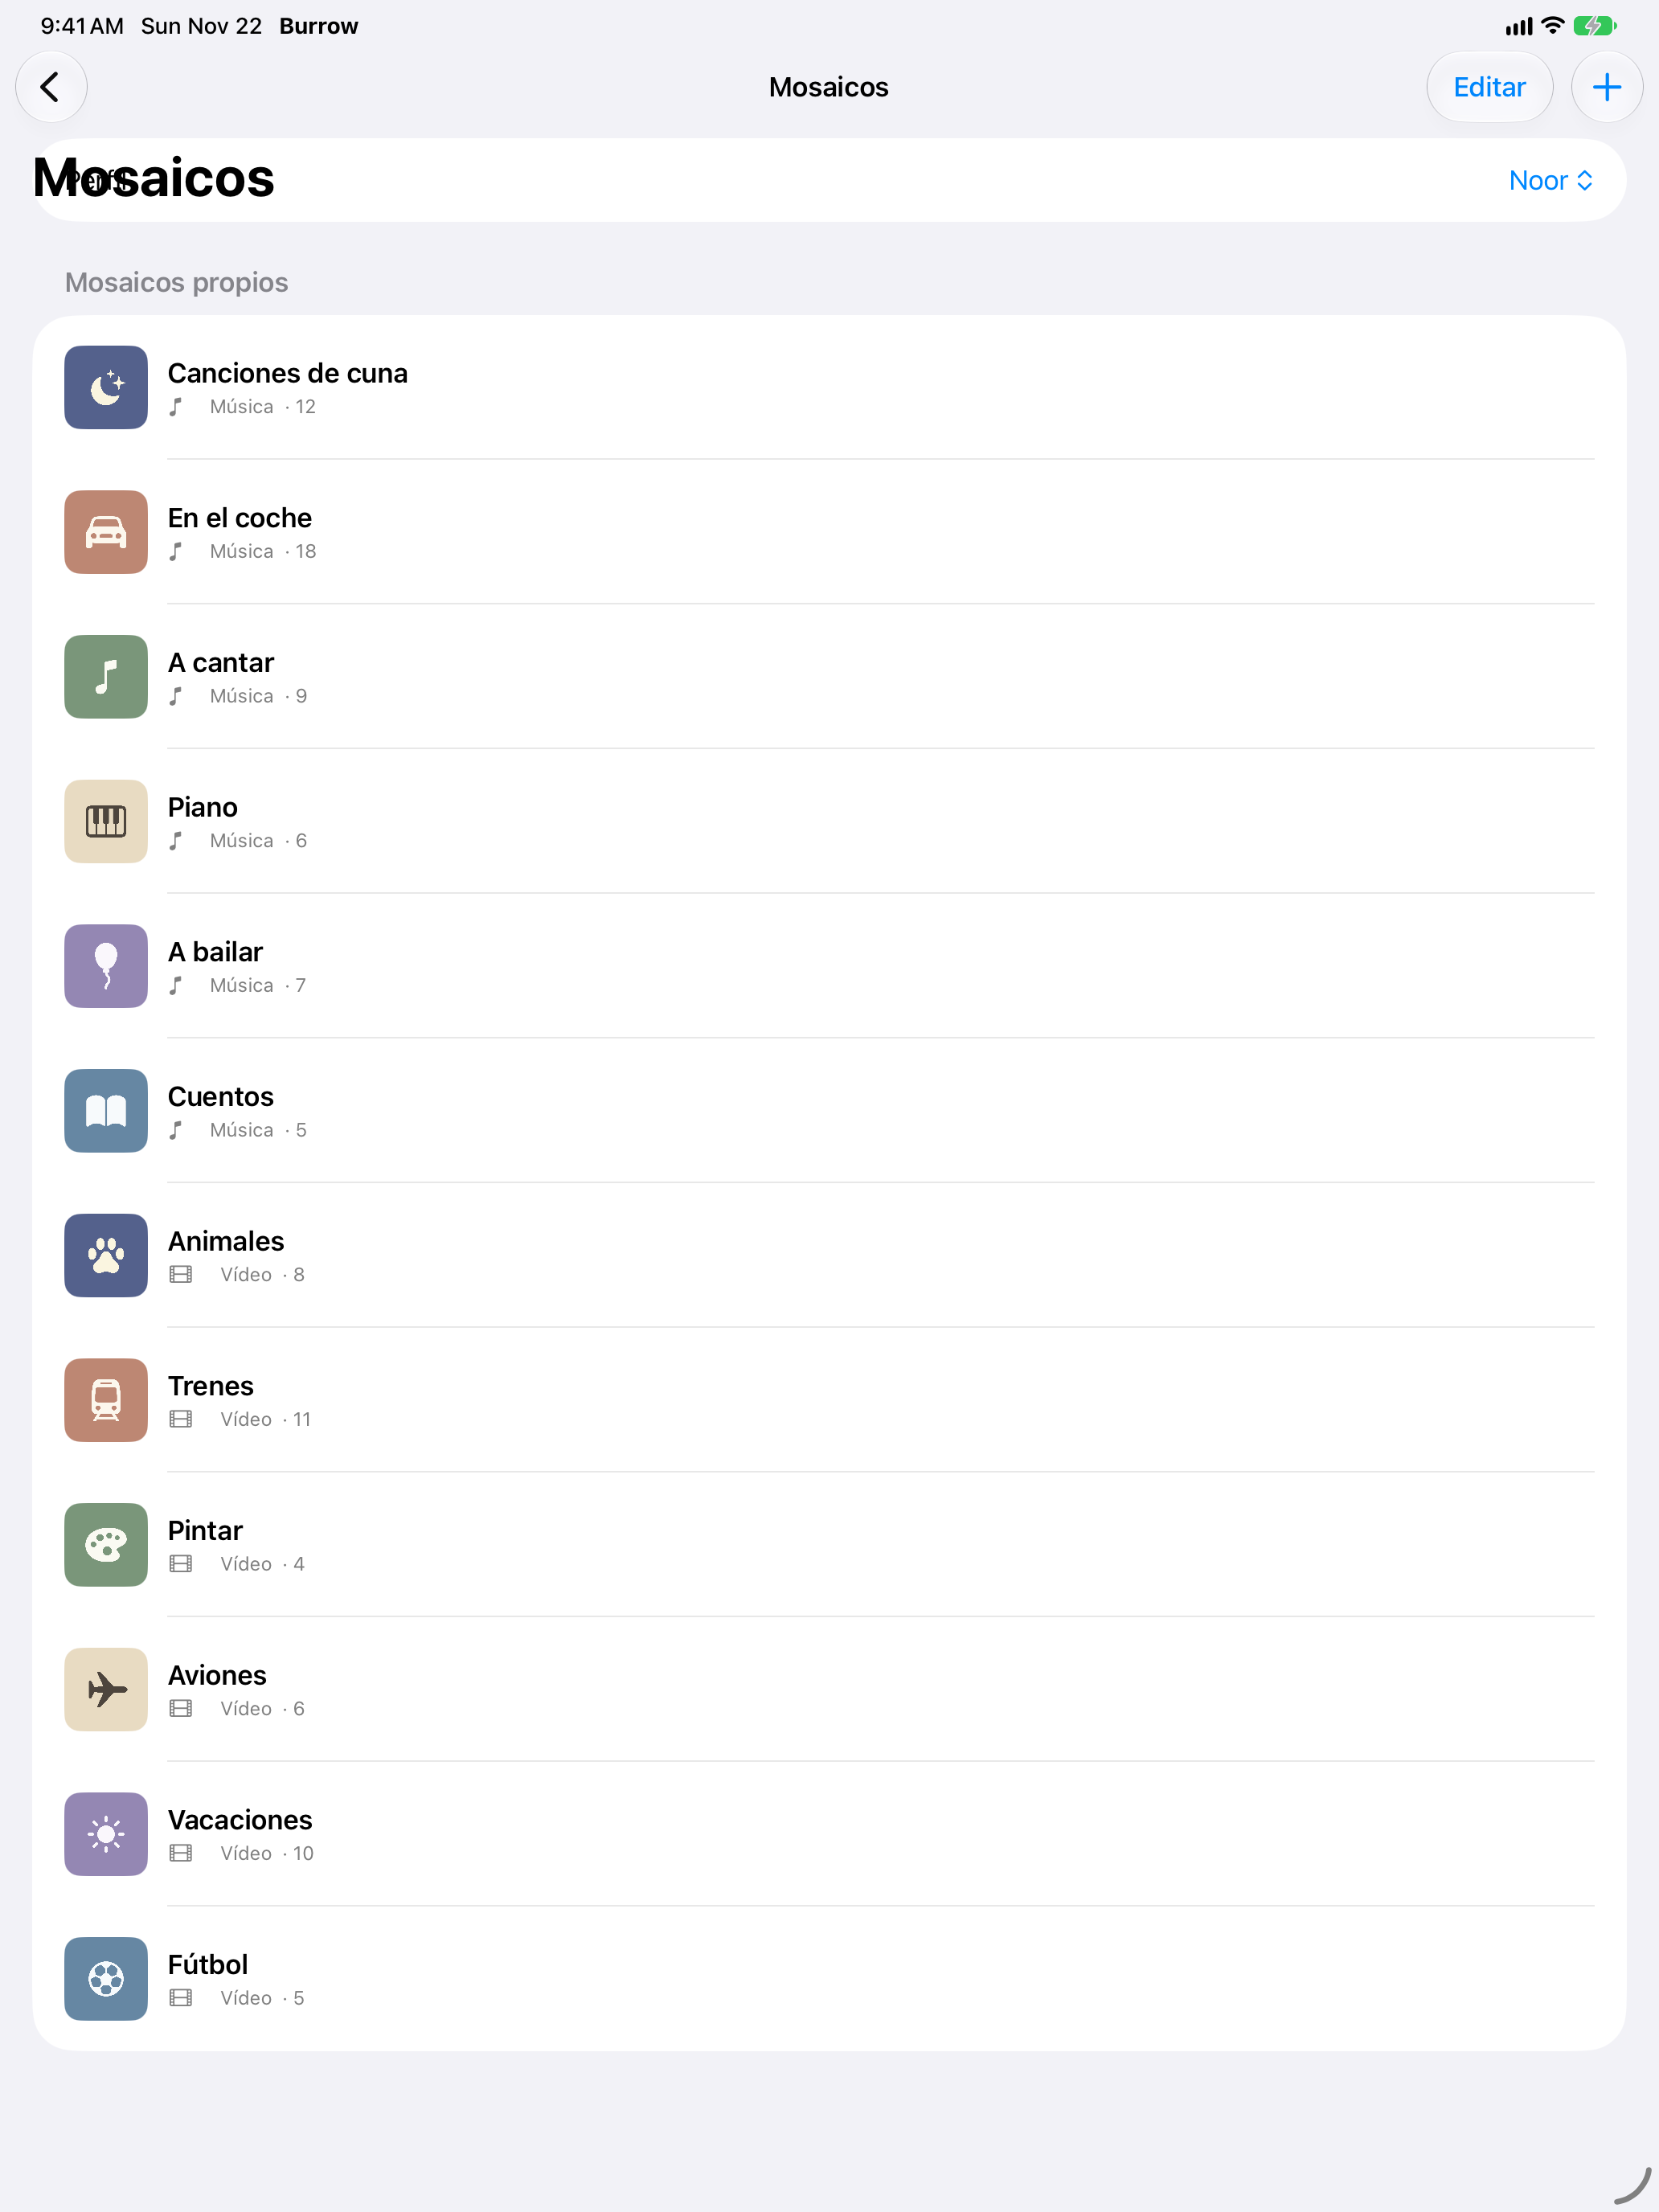 9:41 AM Sun Nov 22 Burrow
Mosaicos
Editar
Mosaicos
Perfil
Noor
Mosaicos propios
Canciones de cuna
Música · 12
En el coche
Música · 18
A cantar
Música · 9
Piano
Música · 6
A bailar
Música · 7
Cuentos
Música · 5
Animales
Vídeo · 8
Trenes
Vídeo · 11
Pintar
Vídeo · 4
Aviones
Vídeo · 6
Vacaciones
Vídeo · 10
Fútbol
Vídeo · 5